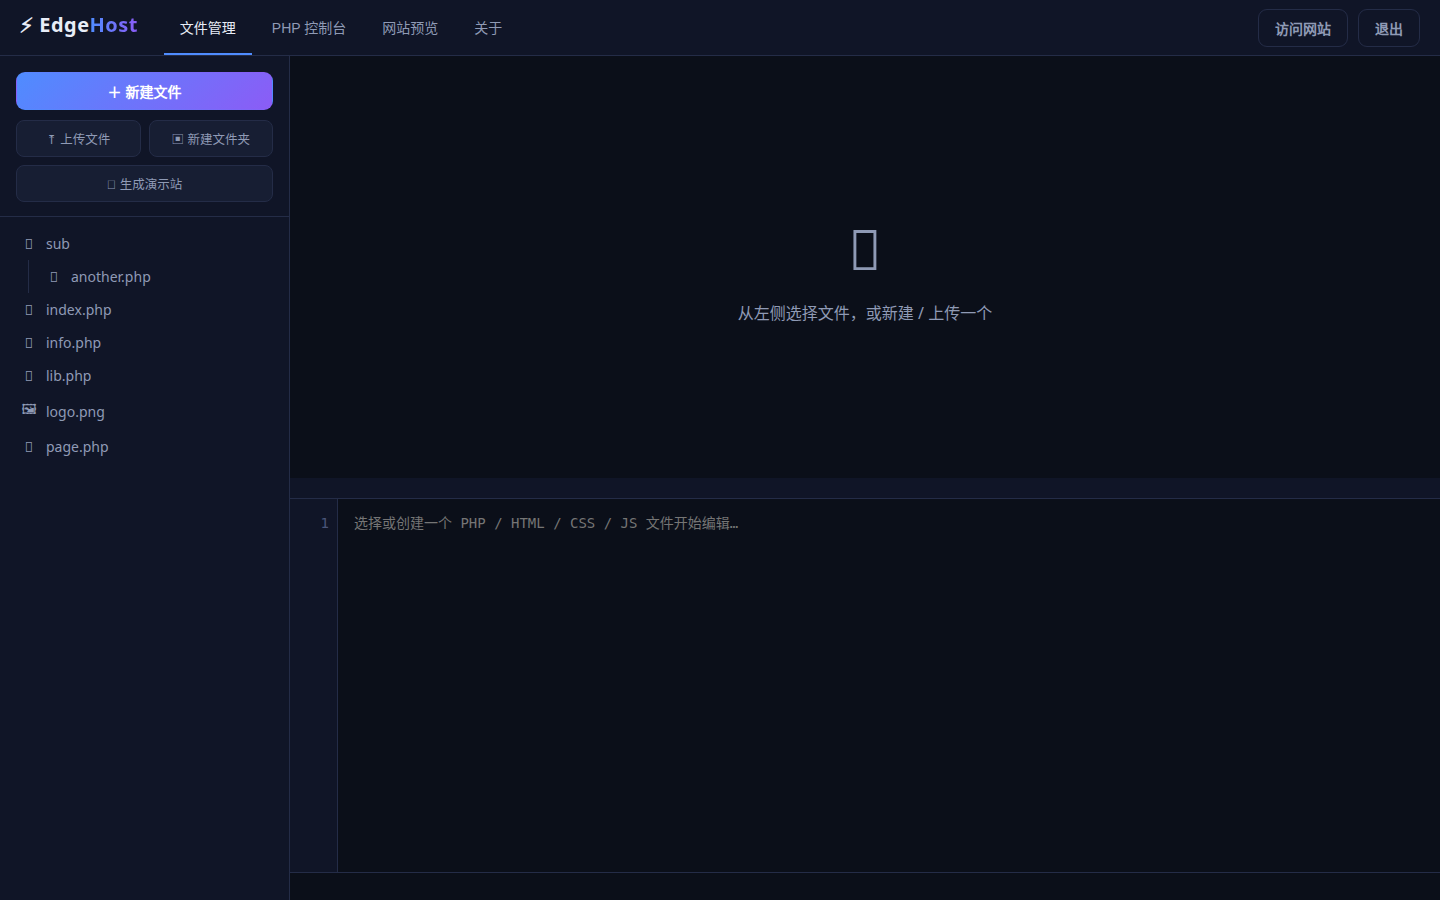 ⚡ EdgeHost
文件管理
PHP 控制台
网站预览
关于
访问网站
退出
＋ 新建文件
⤒ 上传文件
▣ 新建文件夹
生成演示站
sub
another.php
index.php
info.php
lib.php
logo.png
page.php
从左侧选择文件，或新建 / 上传一个
1
选择或创建一个 PHP / HTML / CSS / JS 文件开始编辑…